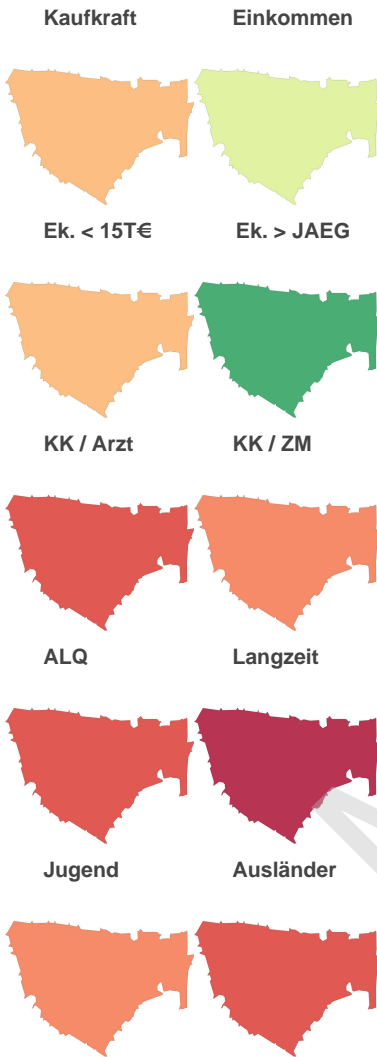 Kaufkraft Einkommen
Ek. < 15T€ Ek. > JAEG
KK / Arzt KK / ZM
ALQ Langzeit
Jugend Ausländer